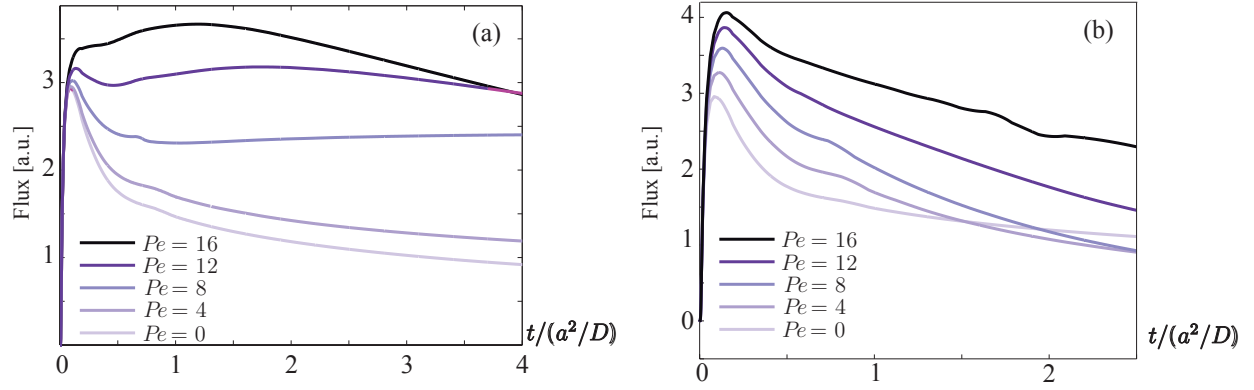 (a)
3
2
1
Flux [a.u.]
Pe = 16
Pe = 12
Pe = 8
Pe = 4
Pe = 0
0
1
2
3
4
t/(a²/D)
(b)
4
3
2
1
0
Flux [a.u.]
Pe = 16
Pe = 12
Pe = 8
Pe = 4
Pe = 0
0
1
2
t/(a²/D)